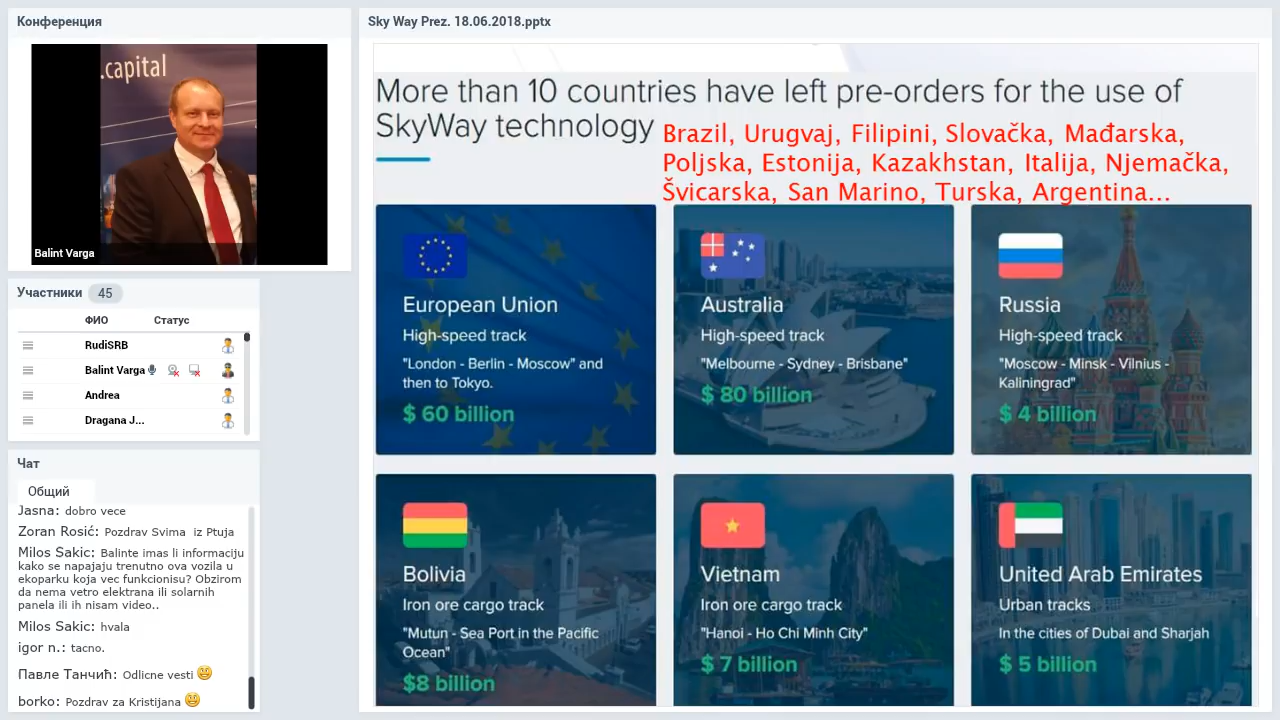 Конференция
.capital
Balint Varga
Участники 45
ФИО Статус
RudiSRB
Balint Varga
Andrea
Dragana J...
Чат
Общий
Jasna: dobro vece
Zoran Rosić: Pozdrav Svima iz Ptuja
Milos Sakic: Balinte imas li informaciju
kako se napajaju trenutno ova vozila u
ekoparku koja vec funkcionisu? Obzirom
da nema vetro elektrana ili solarnih
panela ili ih nisam video..
Milos Sakic: hvala
igor n.: tacno.
Павле Танчић: Odlicne vesti
borko: Pozdrav za Kristijana
Sky Way Prez. 18.06.2018.pptx
More than 10 countries have left pre-orders for the use of
SkyWay technology
Brazil, Urugvaj, Filipini, Slovačka, Mađarska,
Poljska, Estonija, Kazakhstan, Italija, Njemačka,
Švicarska, San Marino, Turska, Argentina...
European Union
High-speed track
"London - Berlin - Moscow" and
then to Tokyo.
$ 60 billion
Australia
High-speed track
"Melbourne - Sydney - Brisbane"
$ 80 billion
Russia
High-speed track
"Moscow - Minsk - Vilnius -
Kaliningrad"
$ 4 billion
Bolivia
Iron ore cargo track
"Mutun - Sea Port in the Pacific
Ocean"
$8 billion
Vietnam
Iron ore cargo track
"Hanoi - Ho Chi Minh City"
$ 7 billion
United Arab Emirates
Urban tracks
In the cities of Dubai and Sharjah
$ 5 billion